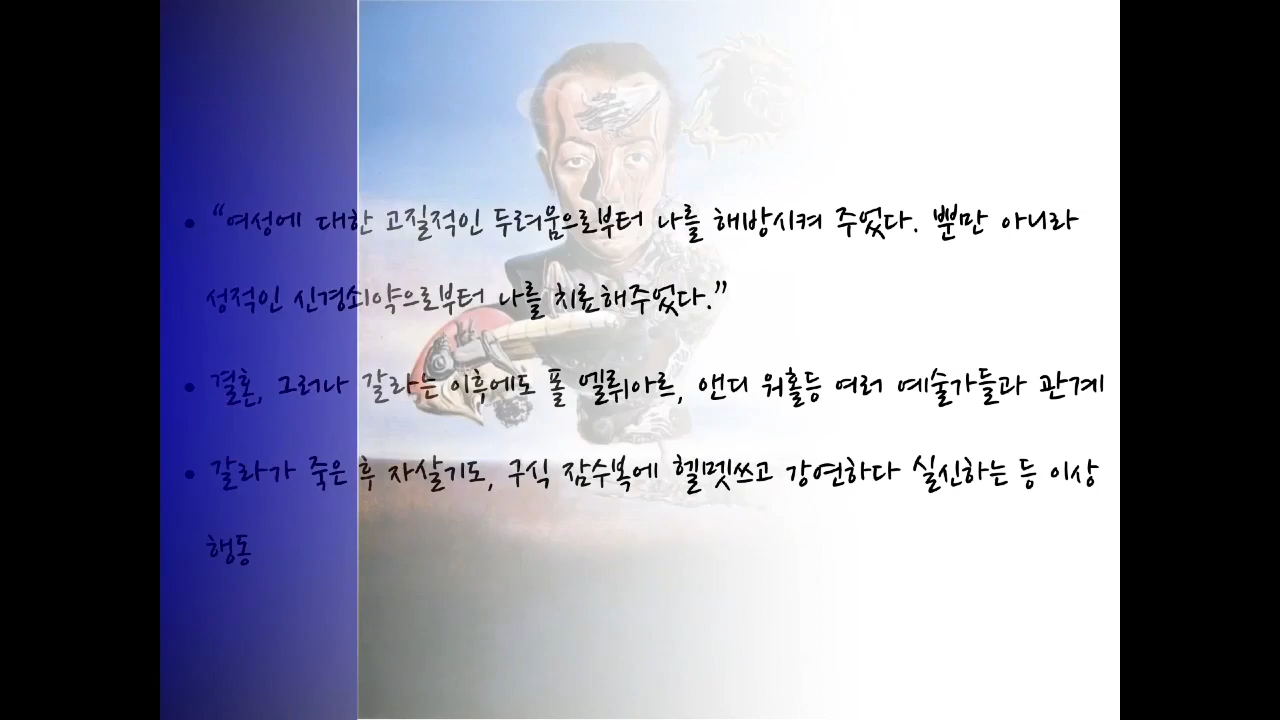 • “여성에 대한 고질적인 두려움으로부터 나를 해방시켜 주었다. 뿐만 아니라
성적인 신경쇠약으로부터 나를 치료해주었다.”
• 결혼, 그러나 갈라는 이후에도 폴 엘뤼아르, 앤디 워홀등 여러 예술가들과 관계
• 갈라가 죽은 후 자살기도, 구식 잠수복에 헬멧쓰고 강연하다 실신하는 등 이상
행동